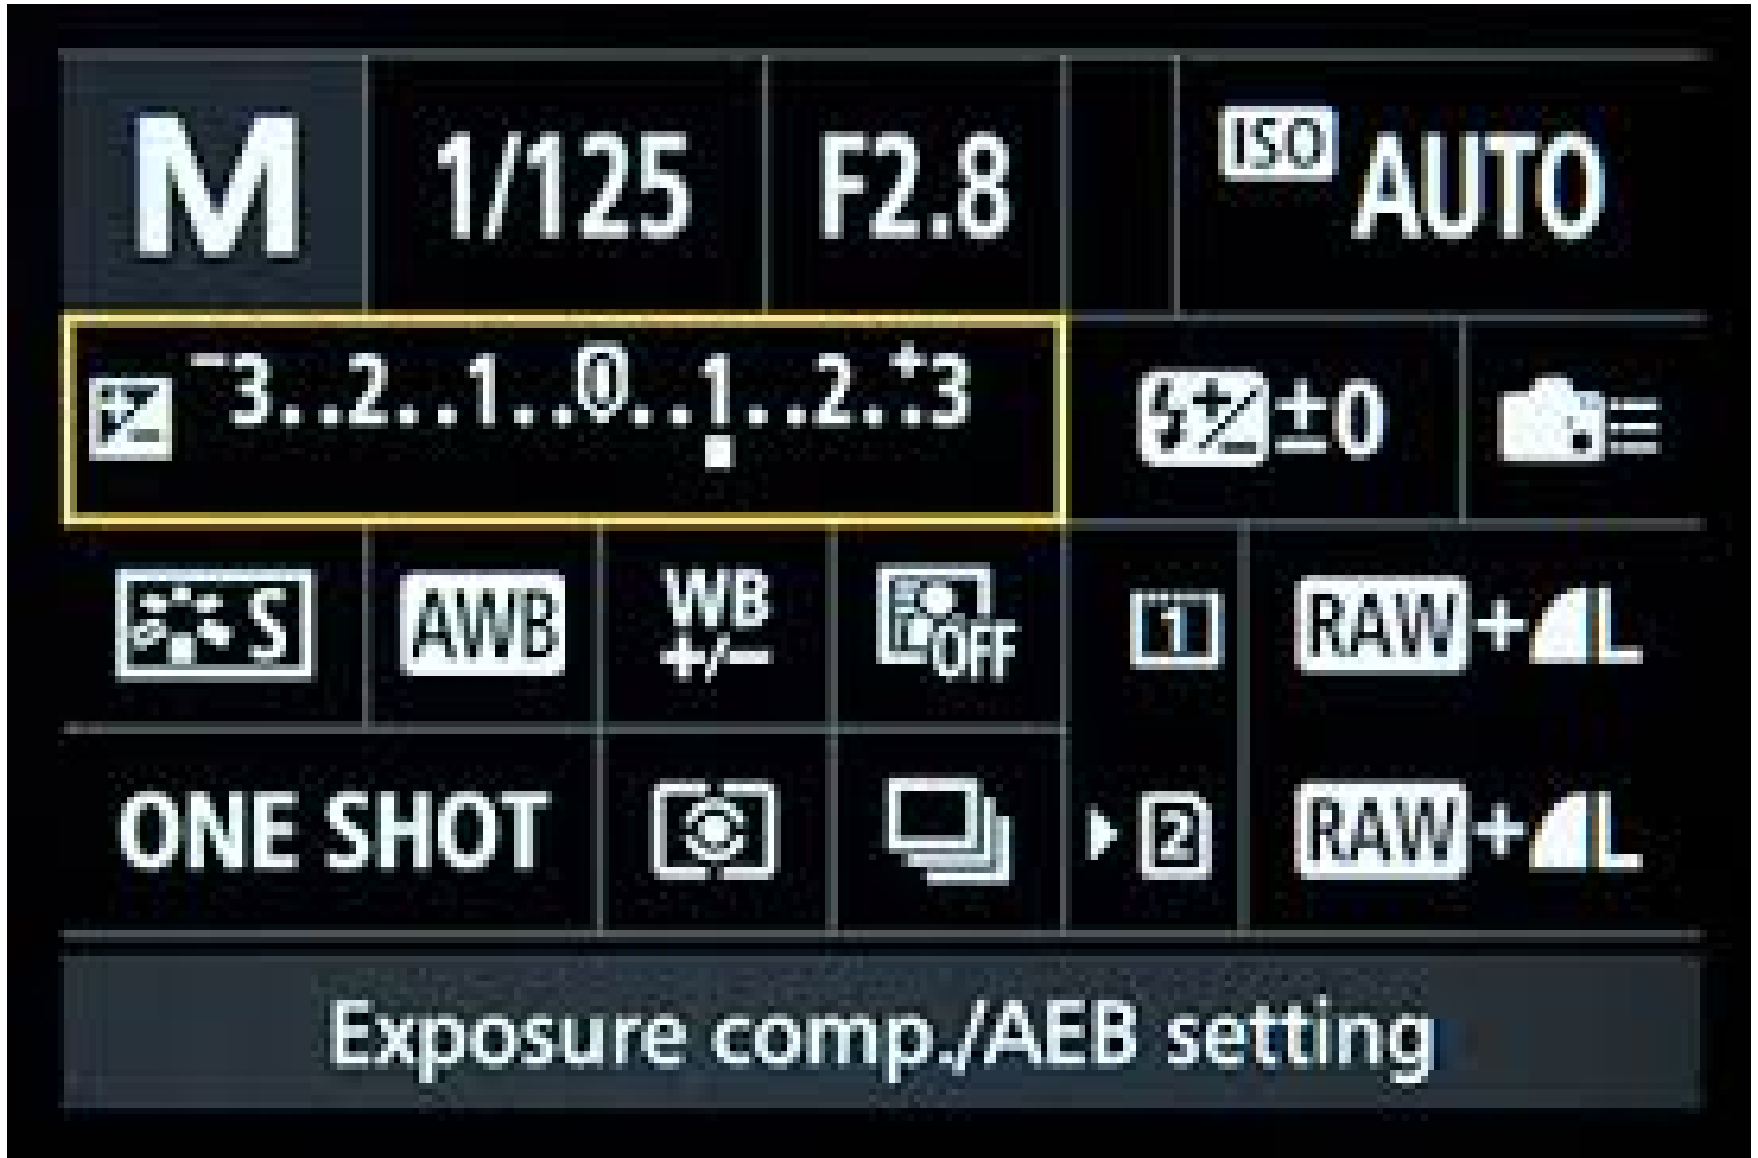 M 1/125 F2.8 ISO AUTO
-3..2..1..0..1..2..+3 ±0
S AWB WB +/- OFF 1 RAW+L
ONE SHOT 2 RAW+L
Exposure comp./AEB setting